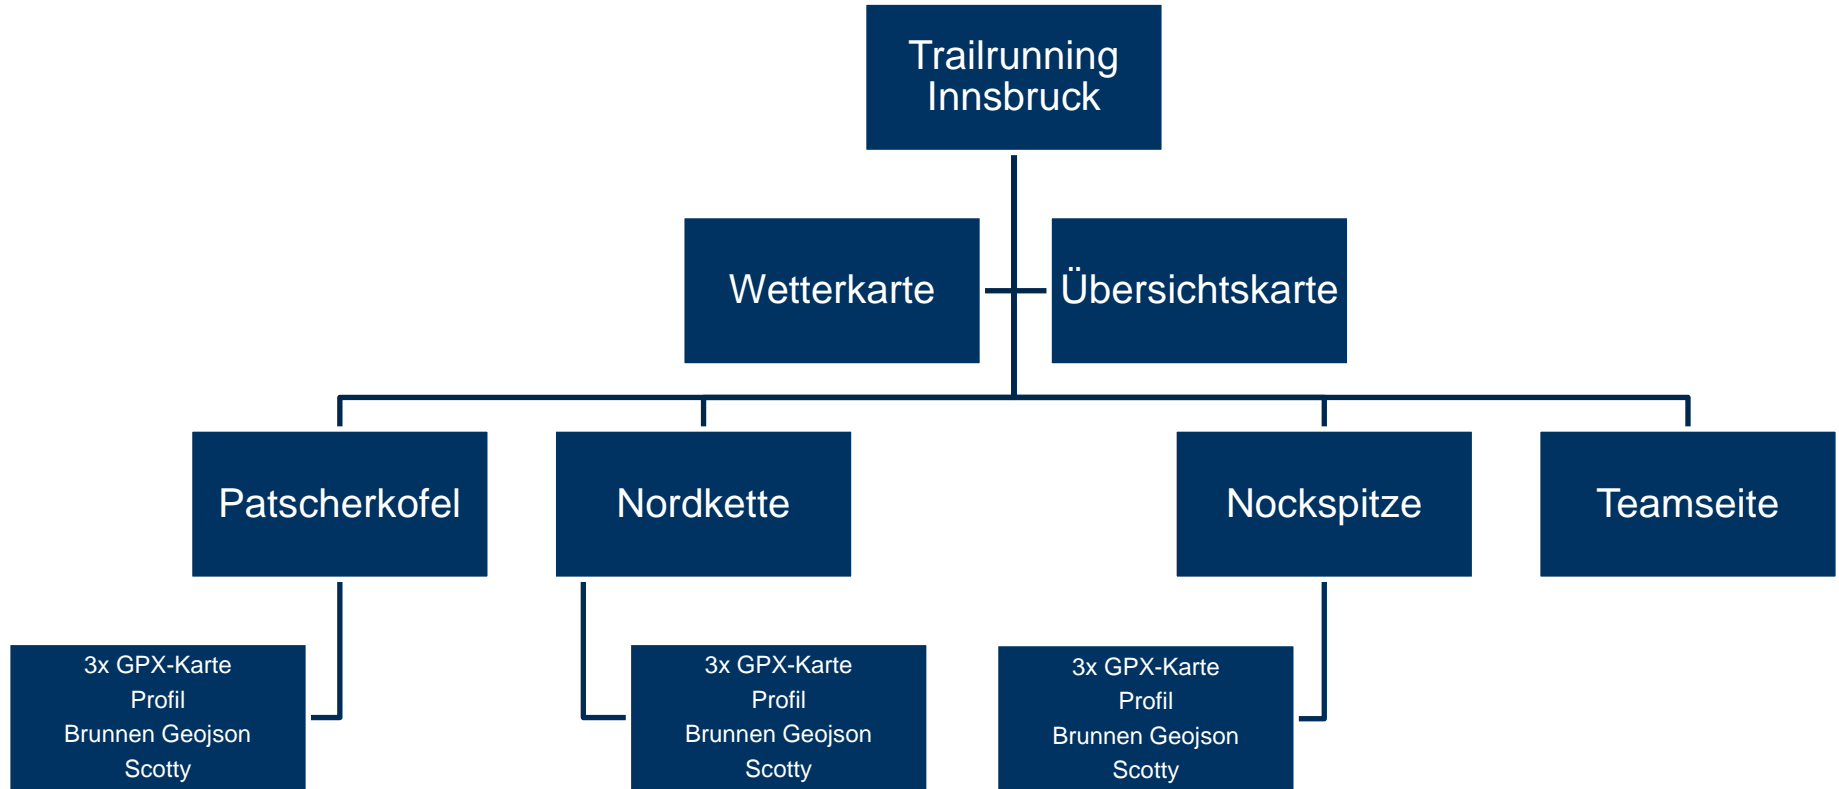 Trailrunning
Innsbruck
Wetterkarte
Übersichtskarte
Patscherkofel
Nordkette
Nockspitze
Teamseite
3x GPX-Karte
Profil
Brunnen Geojson
Scotty
3x GPX-Karte
Profil
Brunnen Geojson
Scotty
3x GPX-Karte
Profil
Brunnen Geojson
Scotty